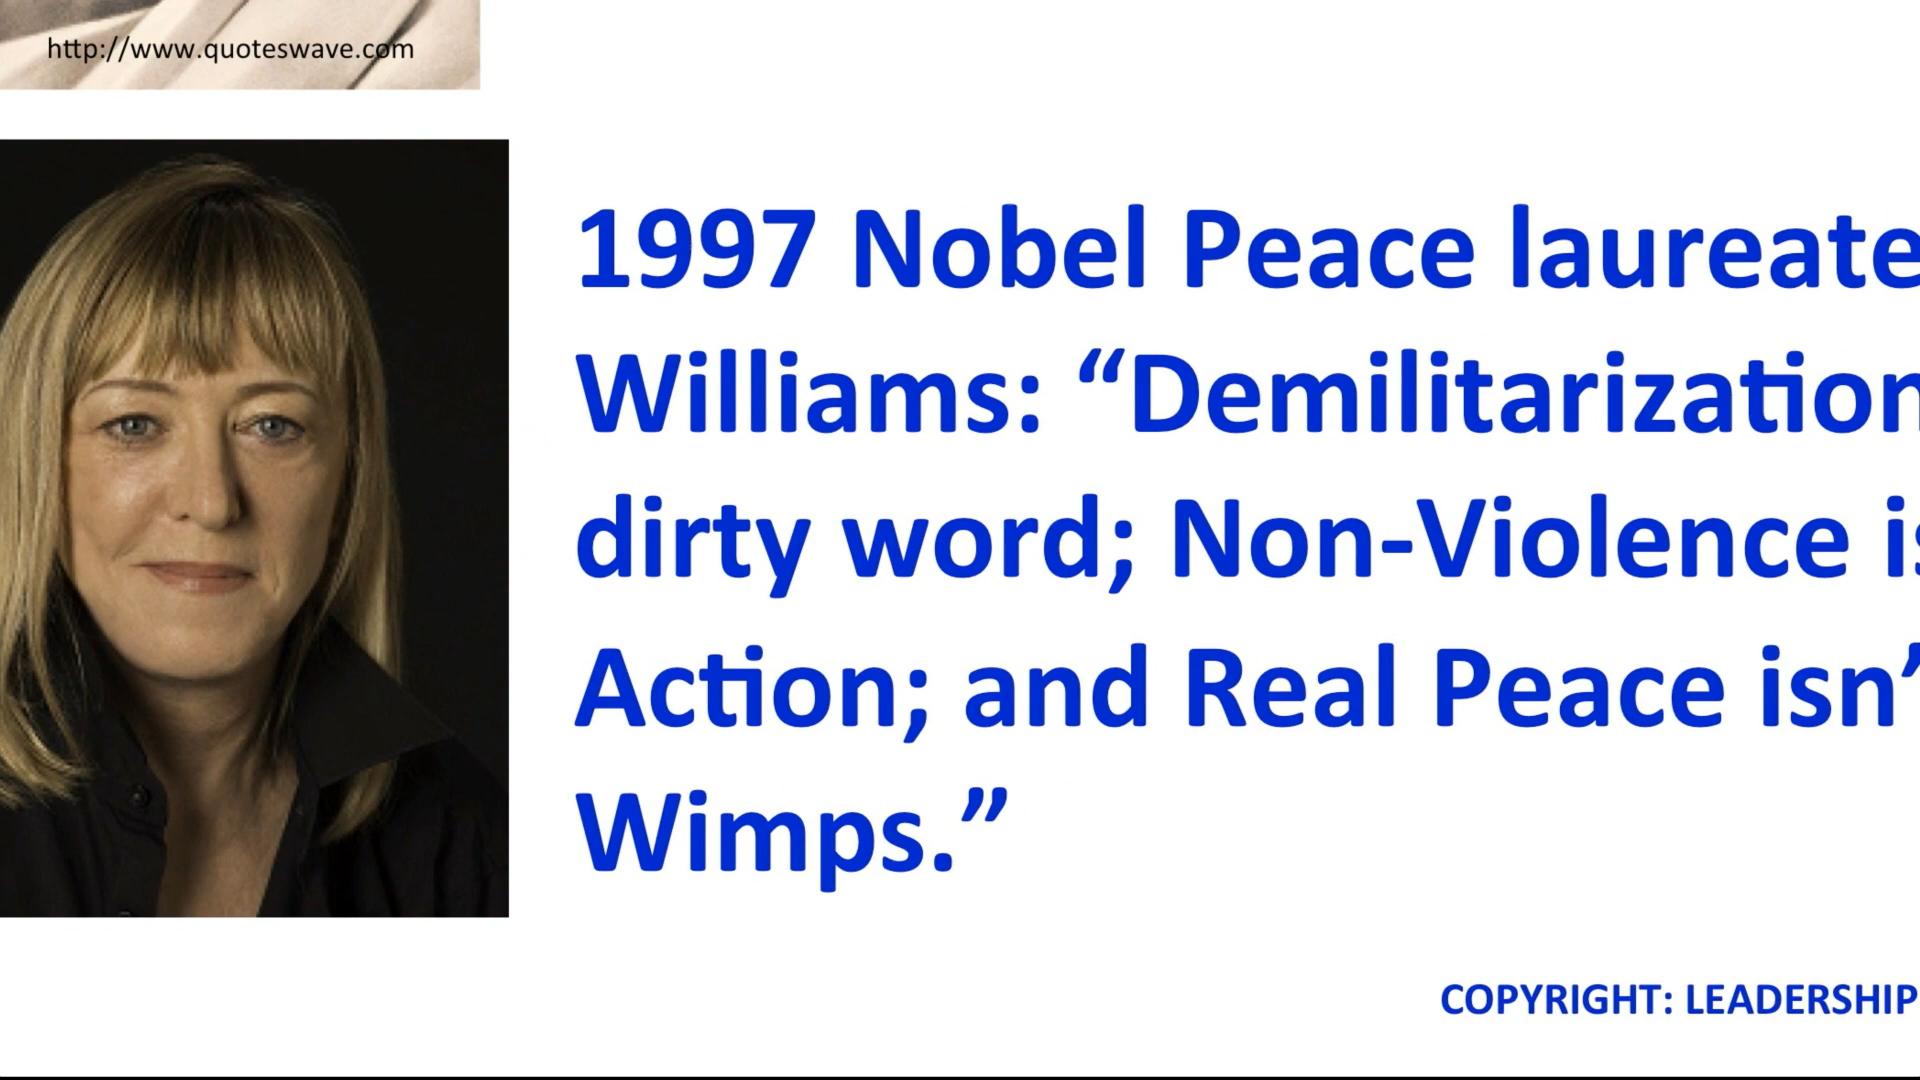 http://www.quoteswave.com
1997 Nobel Peace laureate
Williams: “Demilitarization
dirty word; Non-Violence is
Action; and Real Peace isn’
Wimps.”
COPYRIGHT: LEADERSHIP